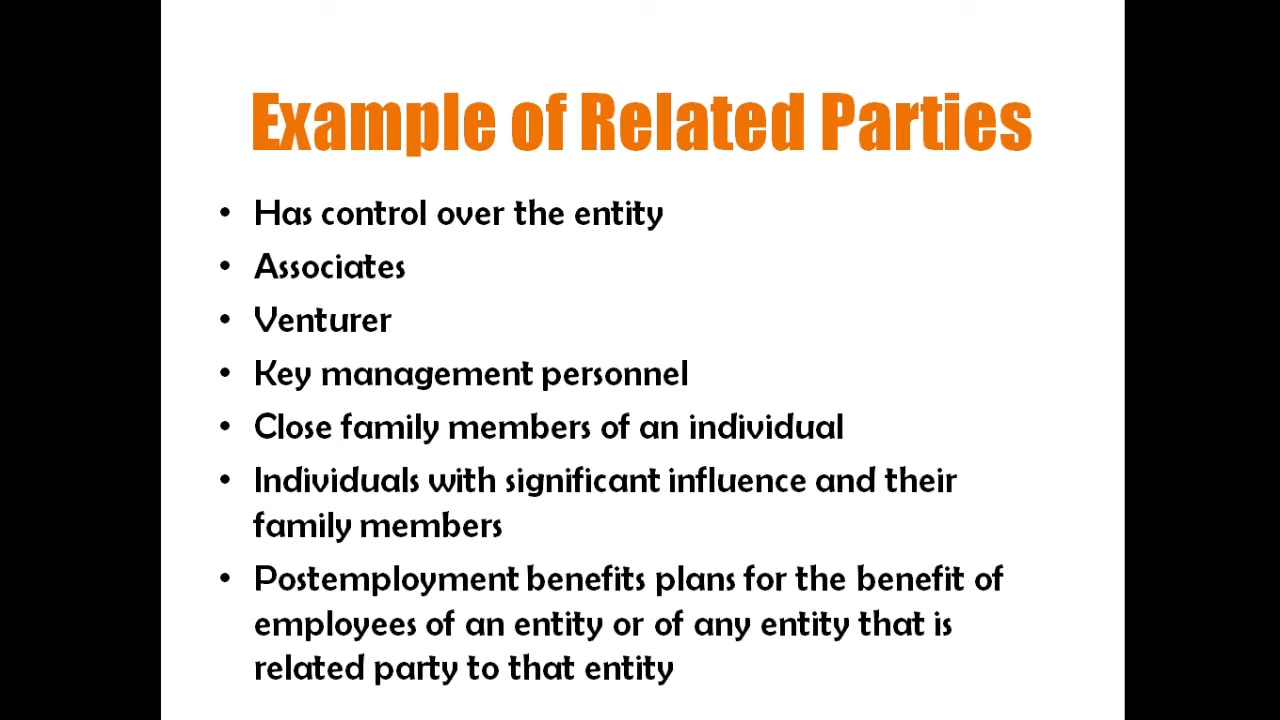 Example of Related Parties
• Has control over the entity
• Associates
• Venturer
• Key management personnel
• Close family members of an individual
• Individuals with significant influence and their
family members
• Postemployment benefits plans for the benefit of
employees of an entity or of any entity that is
related party to that entity